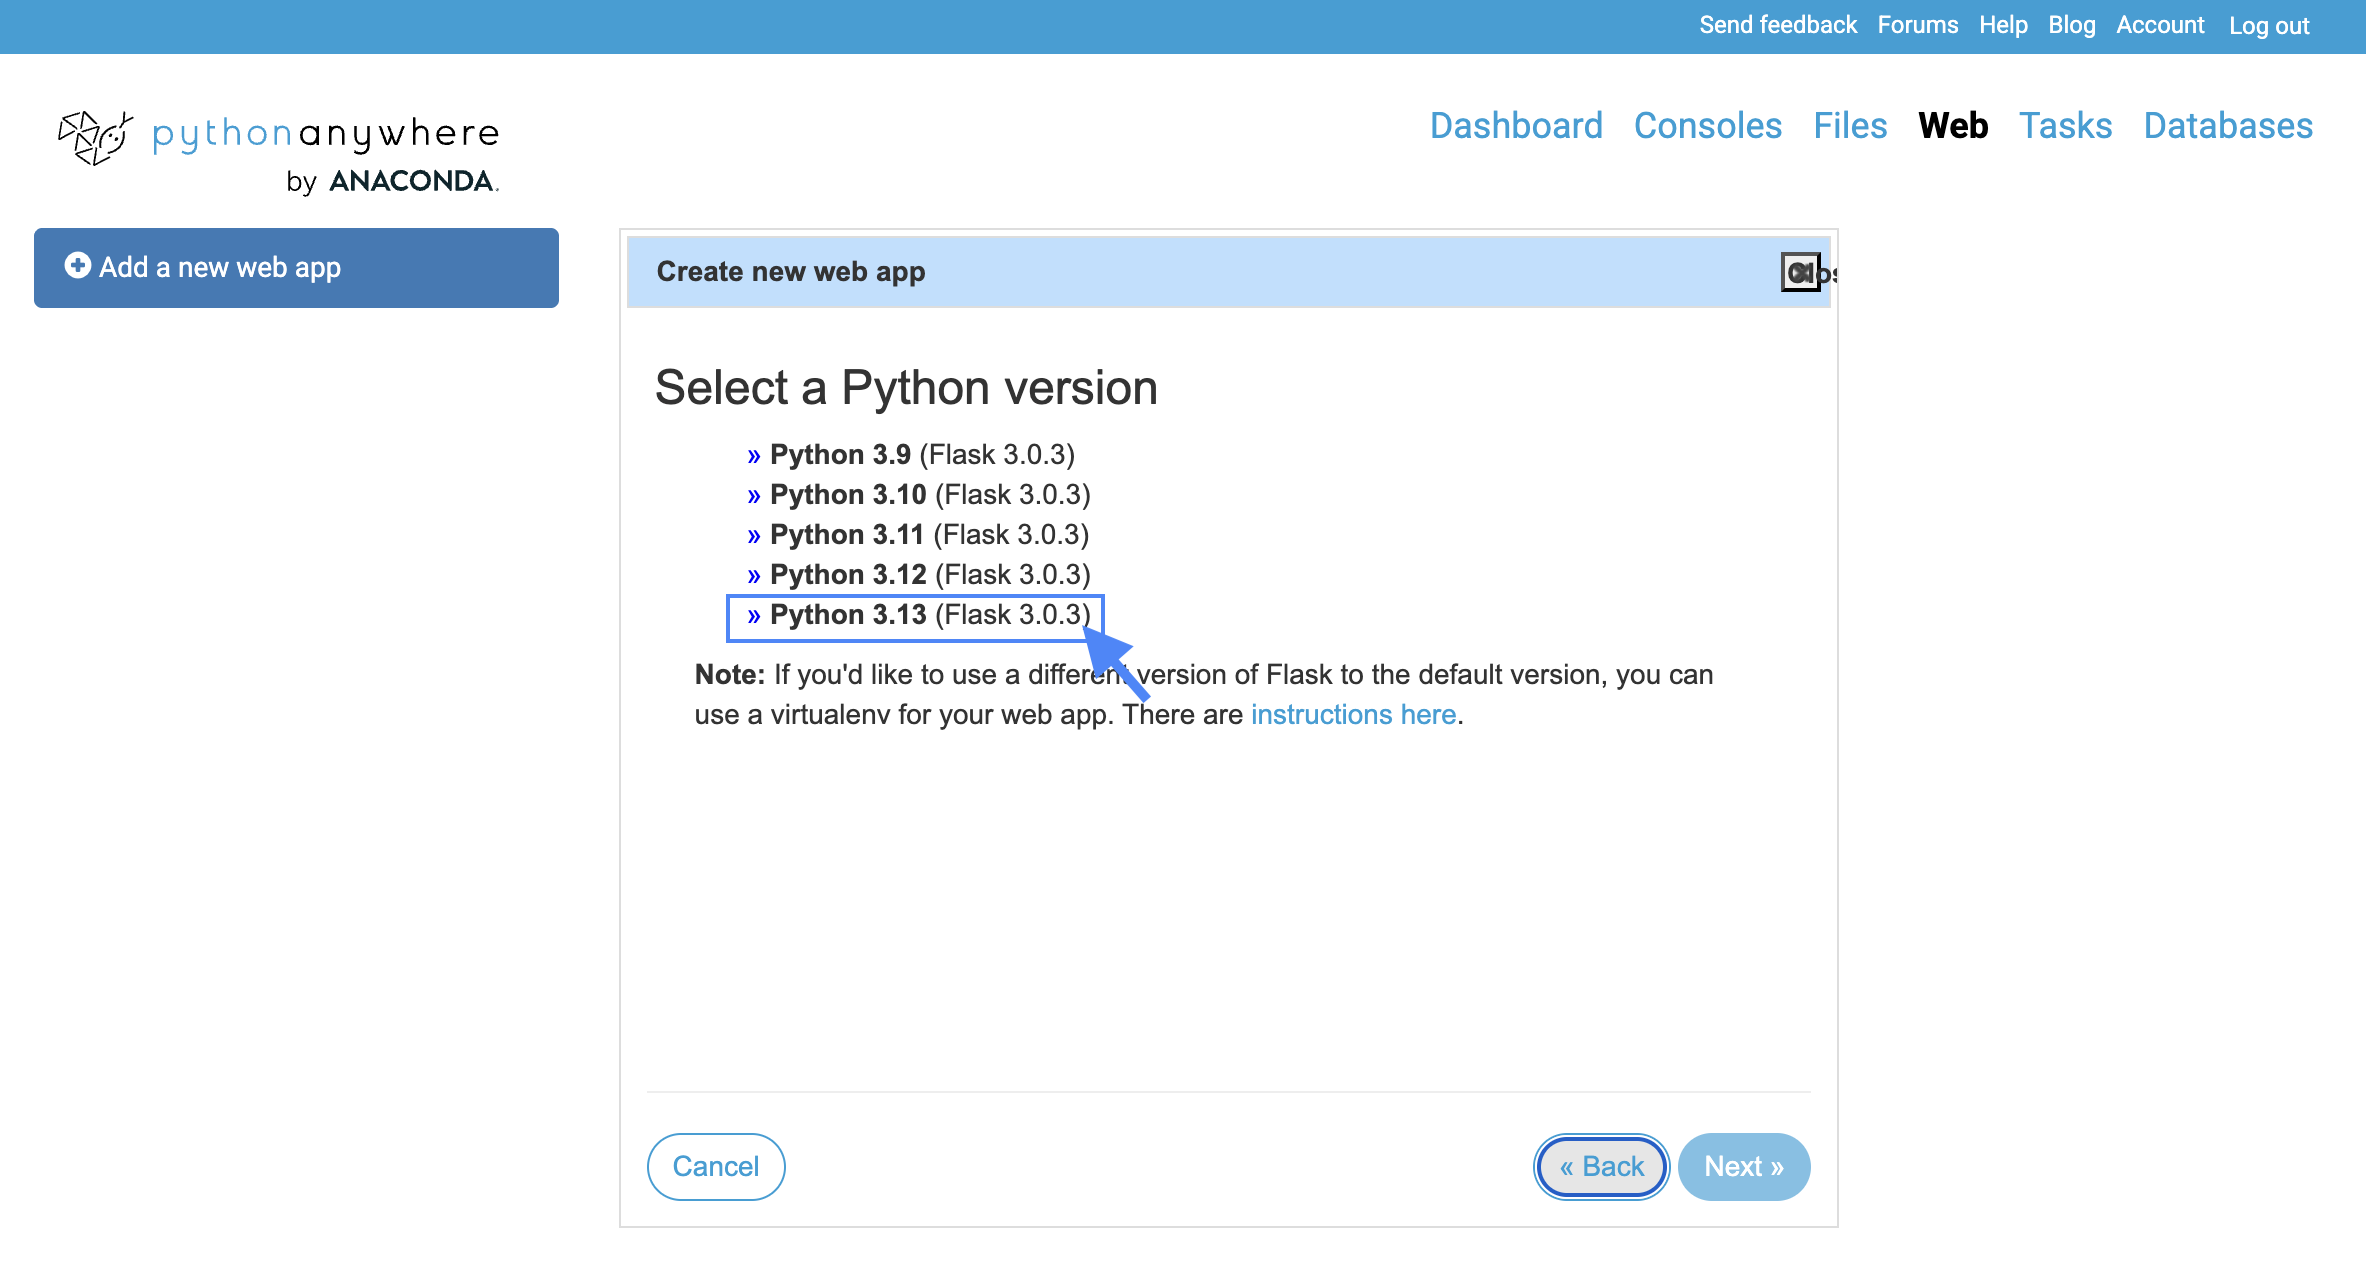 Send feedback Forums Help Blog Account Log out
pythonanywhere
by ANACONDA.
Dashboard Consoles Files Web Tasks Databases
Add a new web app
Create new web app
Select a Python version
» Python 3.9 (Flask 3.0.3)
» Python 3.10 (Flask 3.0.3)
» Python 3.11 (Flask 3.0.3)
» Python 3.12 (Flask 3.0.3)
» Python 3.13 (Flask 3.0.3)
Note: If you'd like to use a different version of Flask to the default version, you can
use a virtualenv for your web app. There are instructions here.
Cancel
« Back
Next »